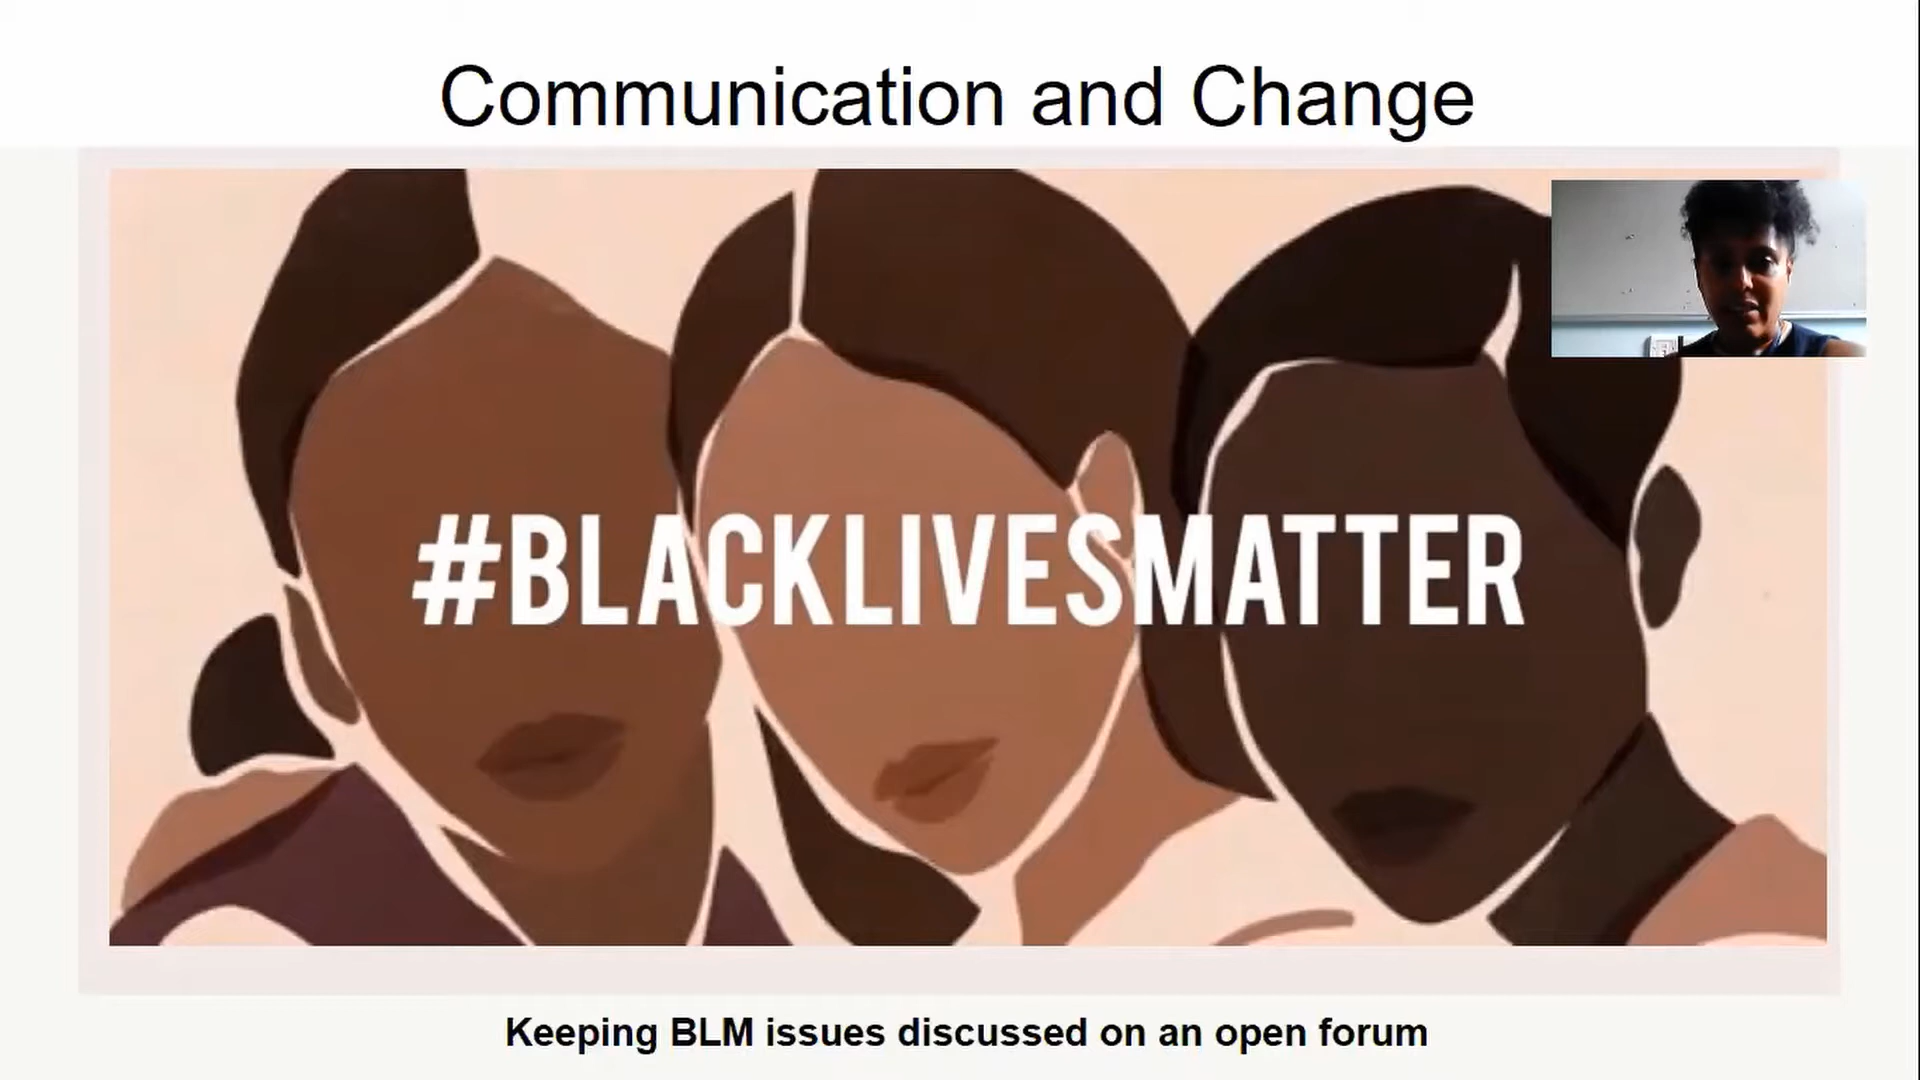 Communication and Change
#BLACKLIVESMATTER
Keeping BLM issues discussed on an open forum